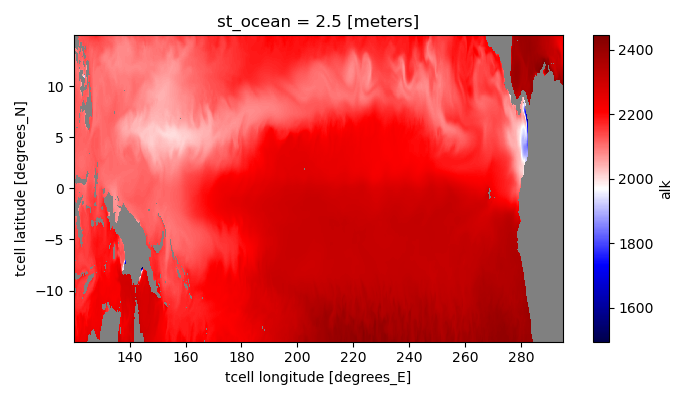 st_ocean = 2.5 [meters]
10
5
0
−5
−10
tcell latitude [degrees_N]
140 160 180 200 220 240 260 280
tcell longitude [degrees_E]
2400
2200
2000
1800
1600
alk